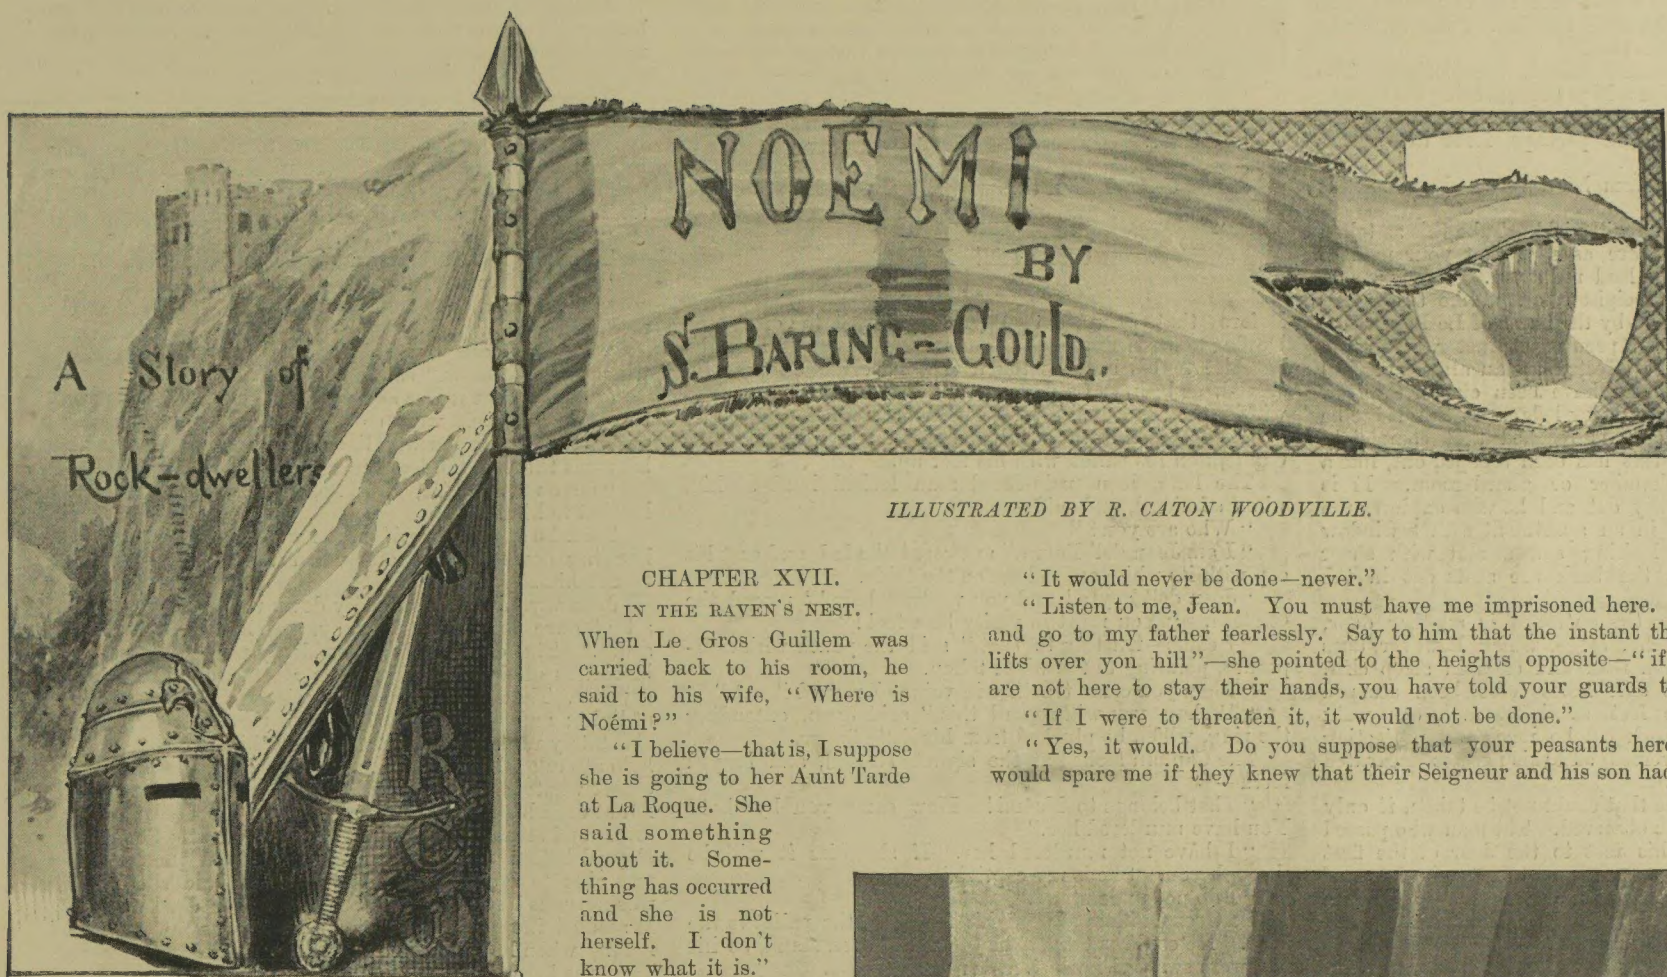 NOÉMI
BY
S. BARING=GOULD.
A Story of
Rock-dwellers
ILLUSTRATED BY R. CATON WOODVILLE.
CHAPTER XVII.
IN THE RAVEN'S NEST.
When Le Gros Guillem was
carried back to his room, he
said to his wife, "Where is
Noémi?"
"I believe—that is, I suppose
she is going to her Aunt Tarde
at La Roque. She
said something
about it. Some-
thing has occurred
and she is not
herself. I don't
know what it is."
"It would never be done—never."
"Listen to me, Jean. You must have me imprisoned here.
and go to my father fearlessly. Say to him that the instant th
lifts over yon hill"—she pointed to the heights opposite—"if
are not here to stay their hands, you have told your guards t
"If I were to threaten it, it would not be done."
"Yes, it would. Do you suppose that your peasants here
would spare me if they knew that their Seigneur and his son had